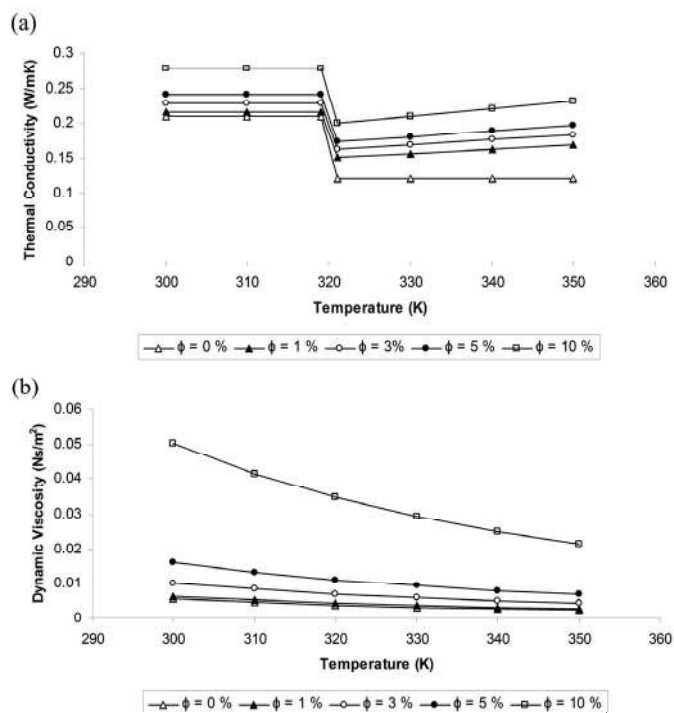 (a)
0.3
0.25
0.2
0.15
0.1
0.05
0
Thermal Conductivity (W/mK)
290 300 310 320 330 340 350 360
Temperature (K)
ϕ = 0 % ϕ = 1 % ϕ = 3% ϕ = 5 % ϕ = 10 %
(b)
0.06
0.05
0.04
0.03
0.02
0.01
0
Dynamic Viscosity (Ns/m²)
290 300 310 320 330 340 350 360
Temperature (K)
ϕ = 0 % ϕ = 1 % ϕ = 3 % ϕ = 5 % ϕ = 10 %